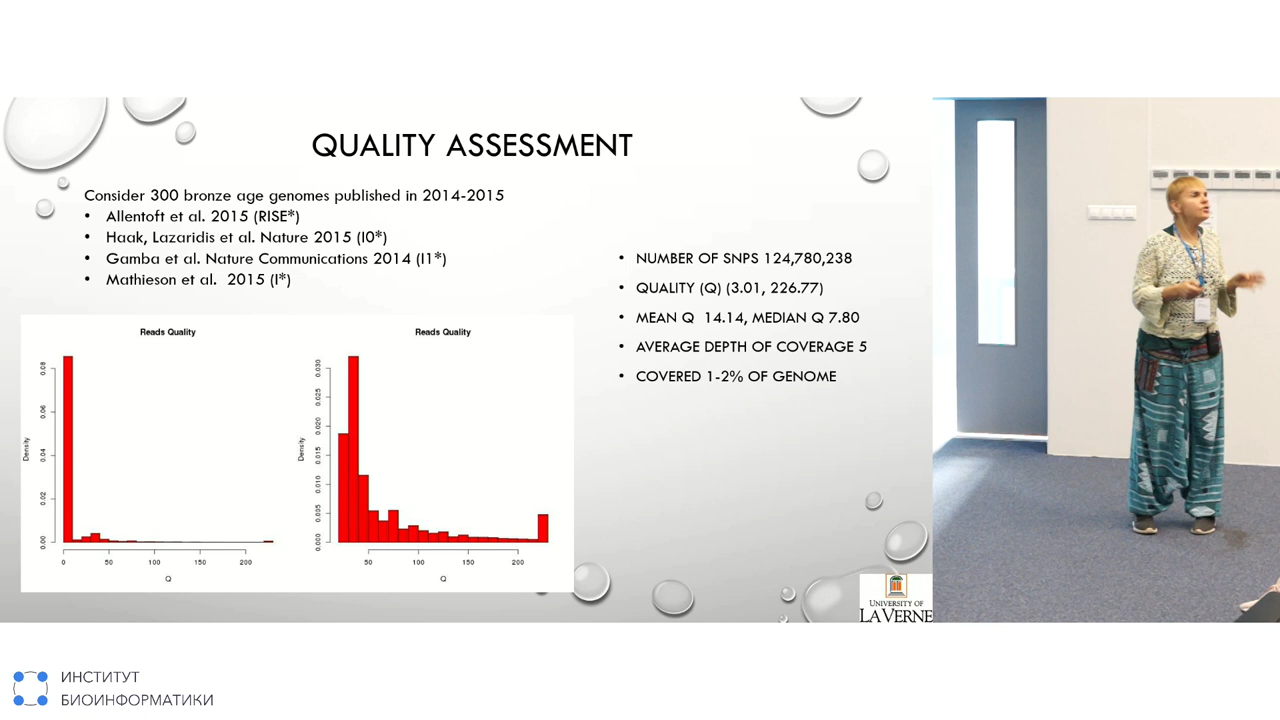 QUALITY ASSESSMENT
Consider 300 bronze age genomes published in 2014-2015
• Allentoft et al. 2015 (RISE*)
• Haak, Lazaridis et al. Nature 2015 (I0*)
• Gamba et al. Nature Communications 2014 (I1*)
• Mathieson et al. 2015 (I*)
• NUMBER OF SNPS 124,780,238
• QUALITY (Q) (3.01, 226.77)
• MEAN Q 14.14, MEDIAN Q 7.80
• AVERAGE DEPTH OF COVERAGE 5
• COVERED 1-2% OF GENOME
Reads Quality
Density
0.08
0.06
0.04
0.02
0.00
0 50 100 150 200
Q
Reads Quality
Density
0.030
0.025
0.020
0.015
0.010
0.005
0.000
50 100 150 200
Q
UNIVERSITY OF
LA VERNE
ИНСТИТУТ
БИОИНФОРМАТИКИ